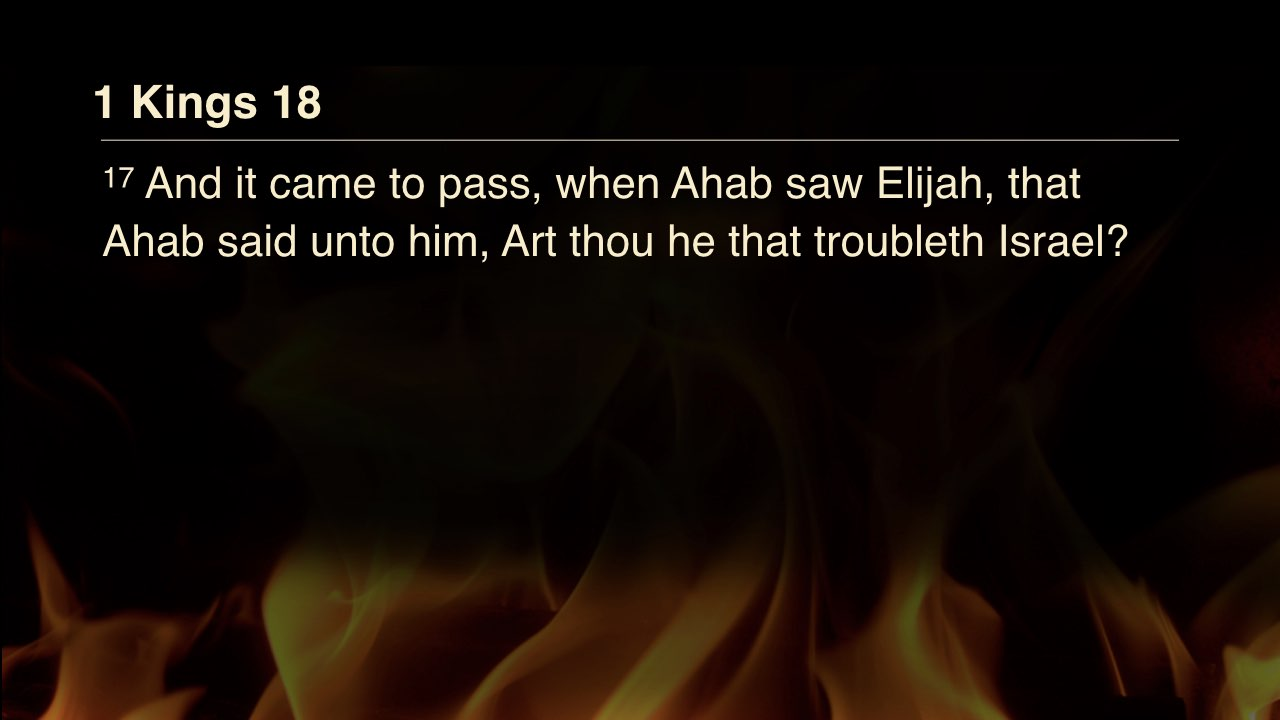 1 Kings 18
17 And it came to pass, when Ahab saw Elijah, that
Ahab said unto him, Art thou he that troubleth Israel?